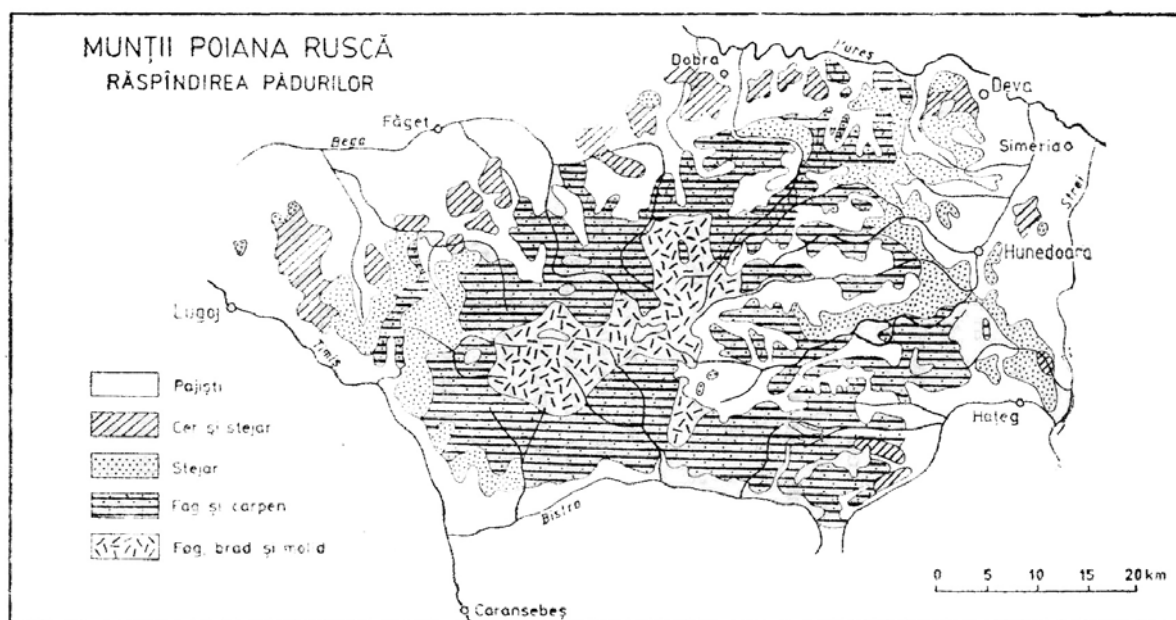 MUNȚII POIANA RUSCĂ
RĂSPÎNDIREA PĂDURILOR
Mureș
Dobra
Deva
Făget
Bega
Simeria
Strei
Hunedoara
Lugoj
Timiș
Pajiști
Cer și stejar
Hațeg
Stejar
Fag și carpen
Bistra
Fag, brad și molid
0 5 10 15 20 km
Caransebeș